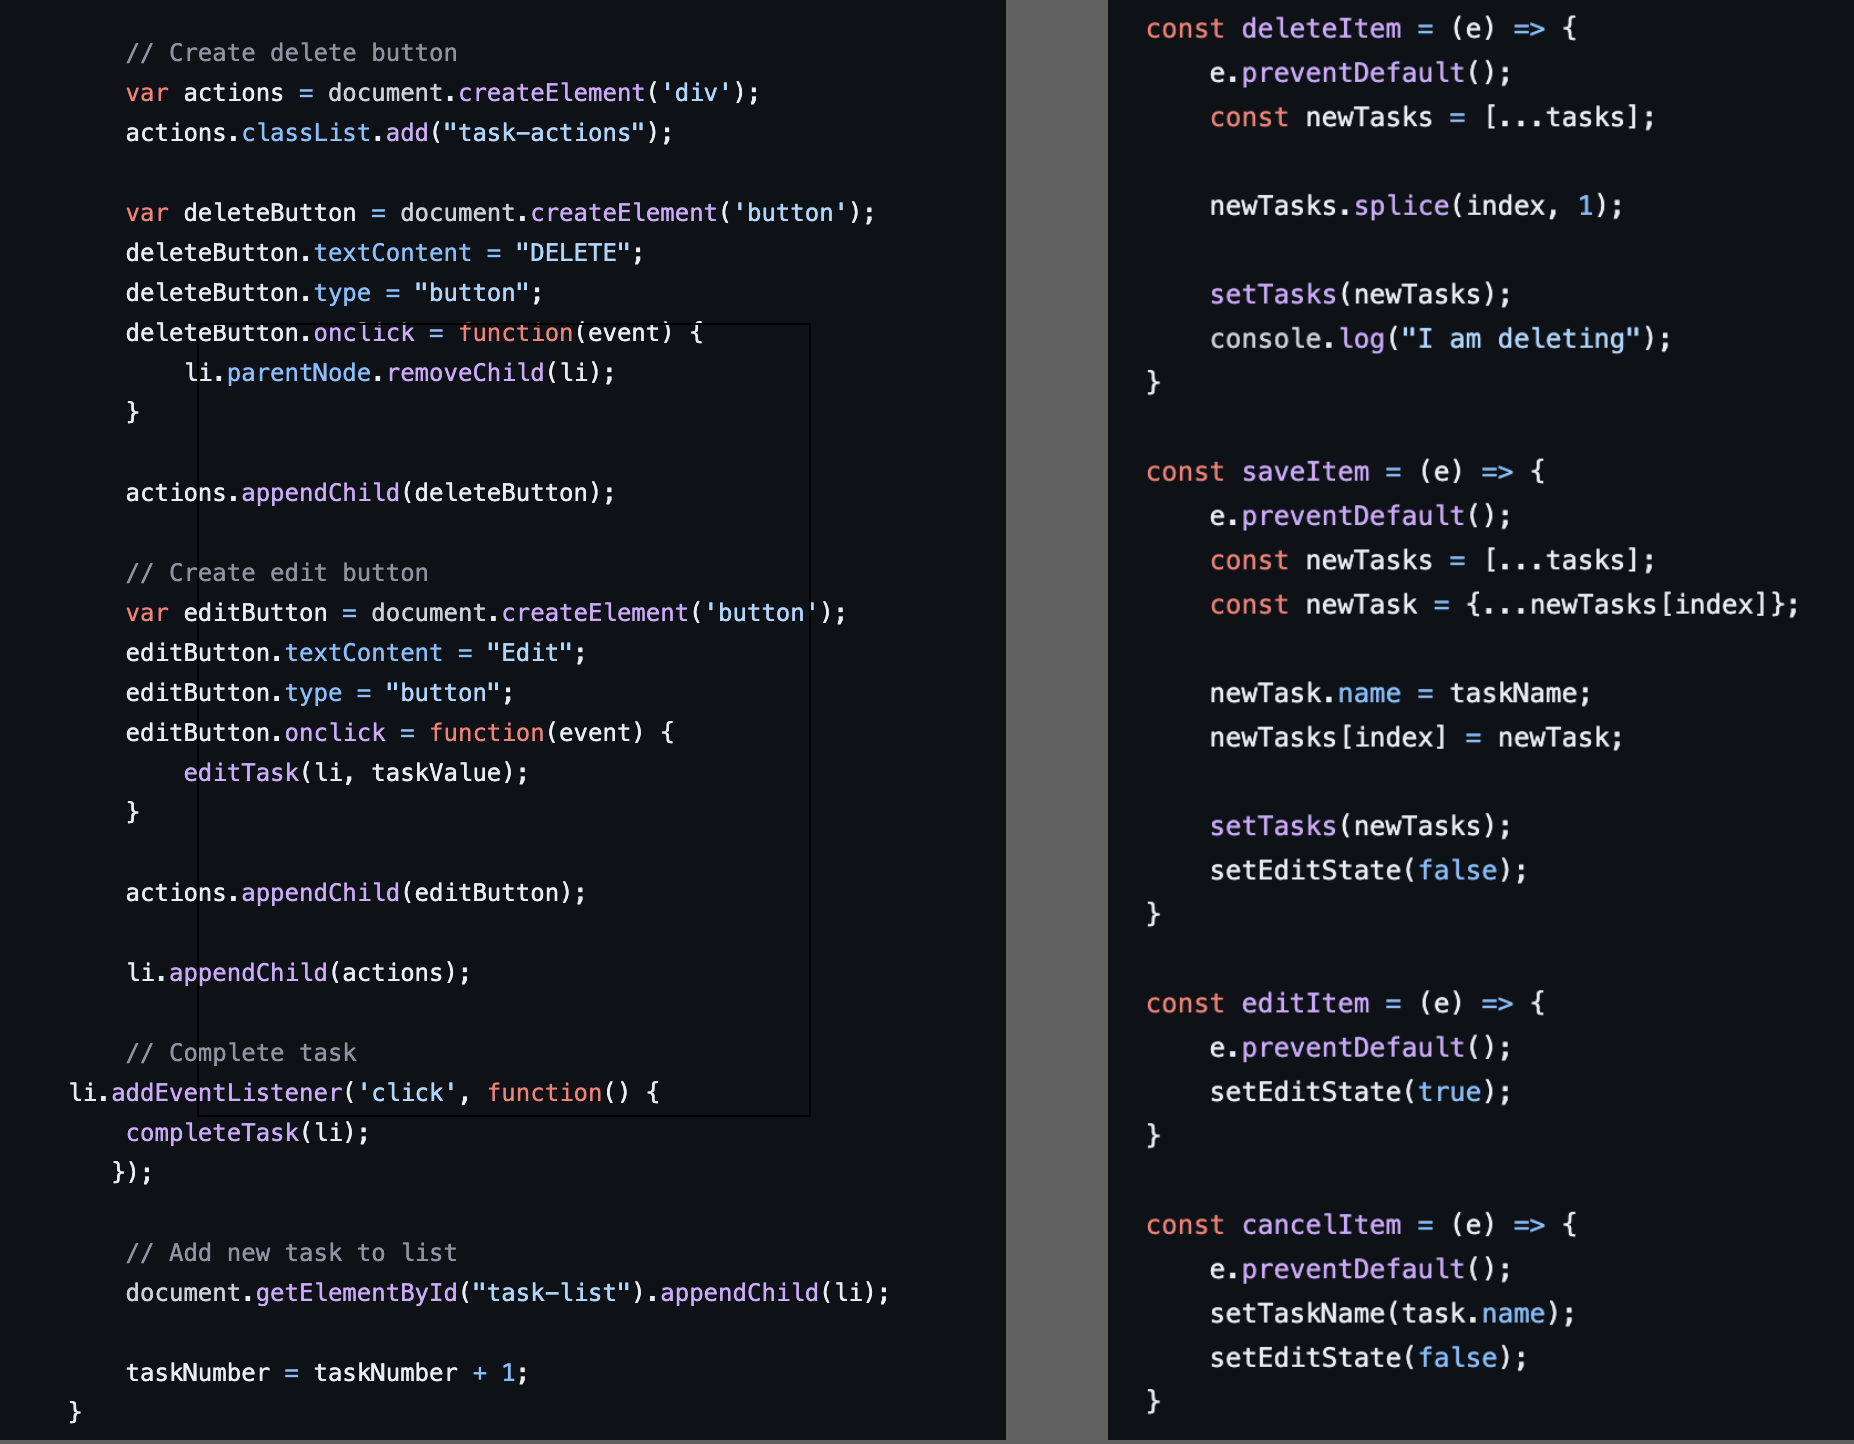 // Create delete button
var actions = document.createElement('div');
actions.classList.add("task-actions");
var deleteButton = document.createElement('button');
deleteButton.textContent = "DELETE";
deleteButton.type = "button";
deleteButton.onclick = function(event) {
li.parentNode.removeChild(li);
}
actions.appendChild(deleteButton);
// Create edit button
var editButton = document.createElement('button');
editButton.textContent = "Edit";
editButton.type = "button";
editButton.onclick = function(event) {
editTask(li, taskValue);
}
actions.appendChild(editButton);
li.appendChild(actions);
// Complete task
li.addEventListener('click', function() {
completeTask(li);
});
// Add new task to list
document.getElementById("task-list").appendChild(li);
taskNumber = taskNumber + 1;
}
const deleteItem = (e) => {
e.preventDefault();
const newTasks = [...tasks];
newTasks.splice(index, 1);
setTasks(newTasks);
console.log("I am deleting");
}
const saveItem = (e) => {
e.preventDefault();
const newTasks = [...tasks];
const newTask = {...newTasks[index]};
newTask.name = taskName;
newTasks[index] = newTask;
setTasks(newTasks);
setEditState(false);
}
const editItem = (e) => {
e.preventDefault();
setEditState(true);
}
const cancelItem = (e) => {
e.preventDefault();
setTaskName(task.name);
setEditState(false);
}